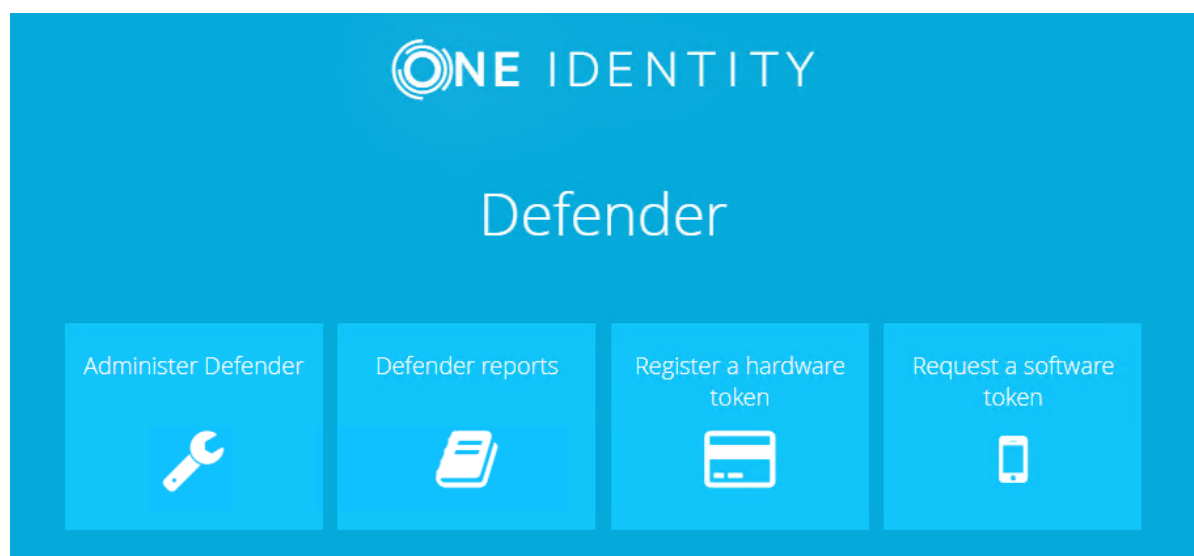 ONE IDENTITY
Defender
Administer Defender
Defender reports
Register a hardware
token
Request a software
token